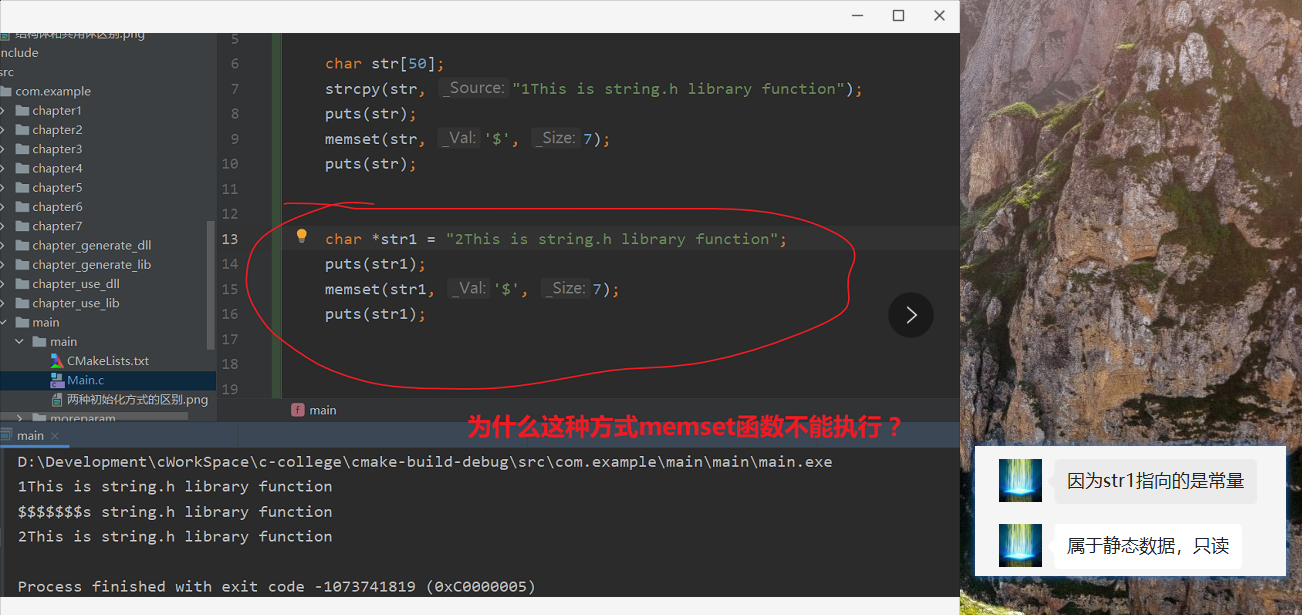 结构体和共用体区别.png
nclude
src
com.example
chapter1
chapter2
chapter3
chapter4
chapter5
chapter6
chapter7
chapter_generate_dll
chapter_generate_lib
chapter_use_dll
chapter_use_lib
main
main
CMakeLists.txt
Main.c
两种初始化方式的区别.png
moreparam
5
6 char str[50];
7 strcpy(str, _Source: "1This is string.h library function");
8 puts(str);
9 memset(str, _Val: '$', _Size: 7);
10 puts(str);
11
12
13 char *str1 = "2This is string.h library function";
14 puts(str1);
15 memset(str1, _Val: '$', _Size: 7);
16 puts(str1);
17
18
19
f main
为什么这种方式memset函数不能执行？
main
D:\Development\cWorkSpace\c-college\cmake-build-debug\src\com.example\main\main\main.exe
1This is string.h library function
$$$$$$$s string.h library function
2This is string.h library function
Process finished with exit code -1073741819 (0xC0000005)
因为str1指向的是常量
属于静态数据，只读